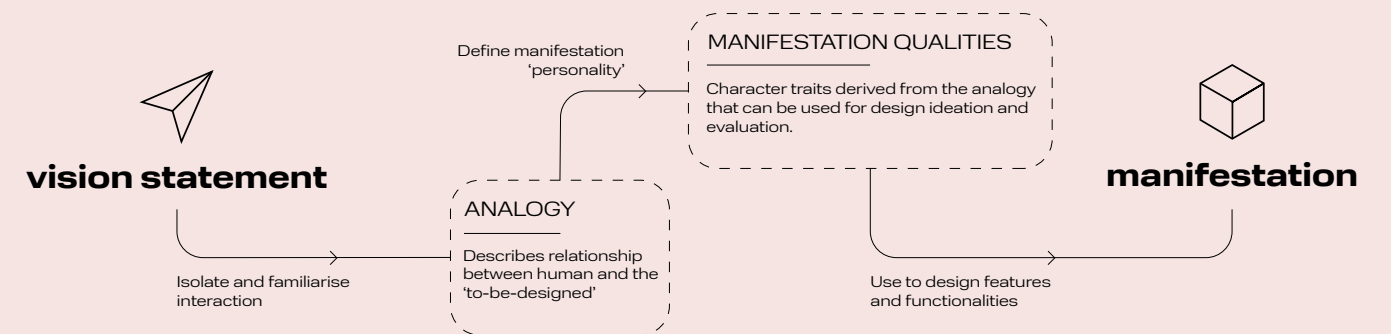 vision statement
Isolate and familiarise
interaction
ANALOGY
Describes relationship
between human and the
‘to-be-designed’
Define manifestation
‘personality’
MANIFESTATION QUALITIES
Character traits derived from the analogy
that can be used for design ideation and
evaluation.
Use to design features
and functionalities
manifestation